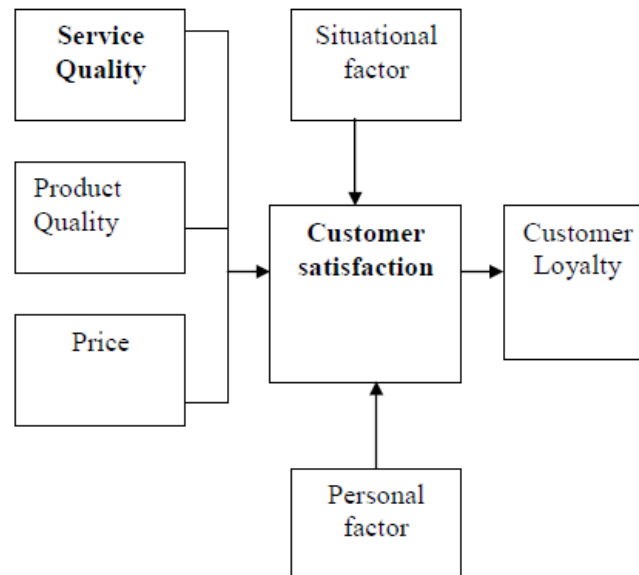 Service
Quality
Situational
factor
Product
Quality
Customer
satisfaction
Customer
Loyalty
Price
Personal
factor